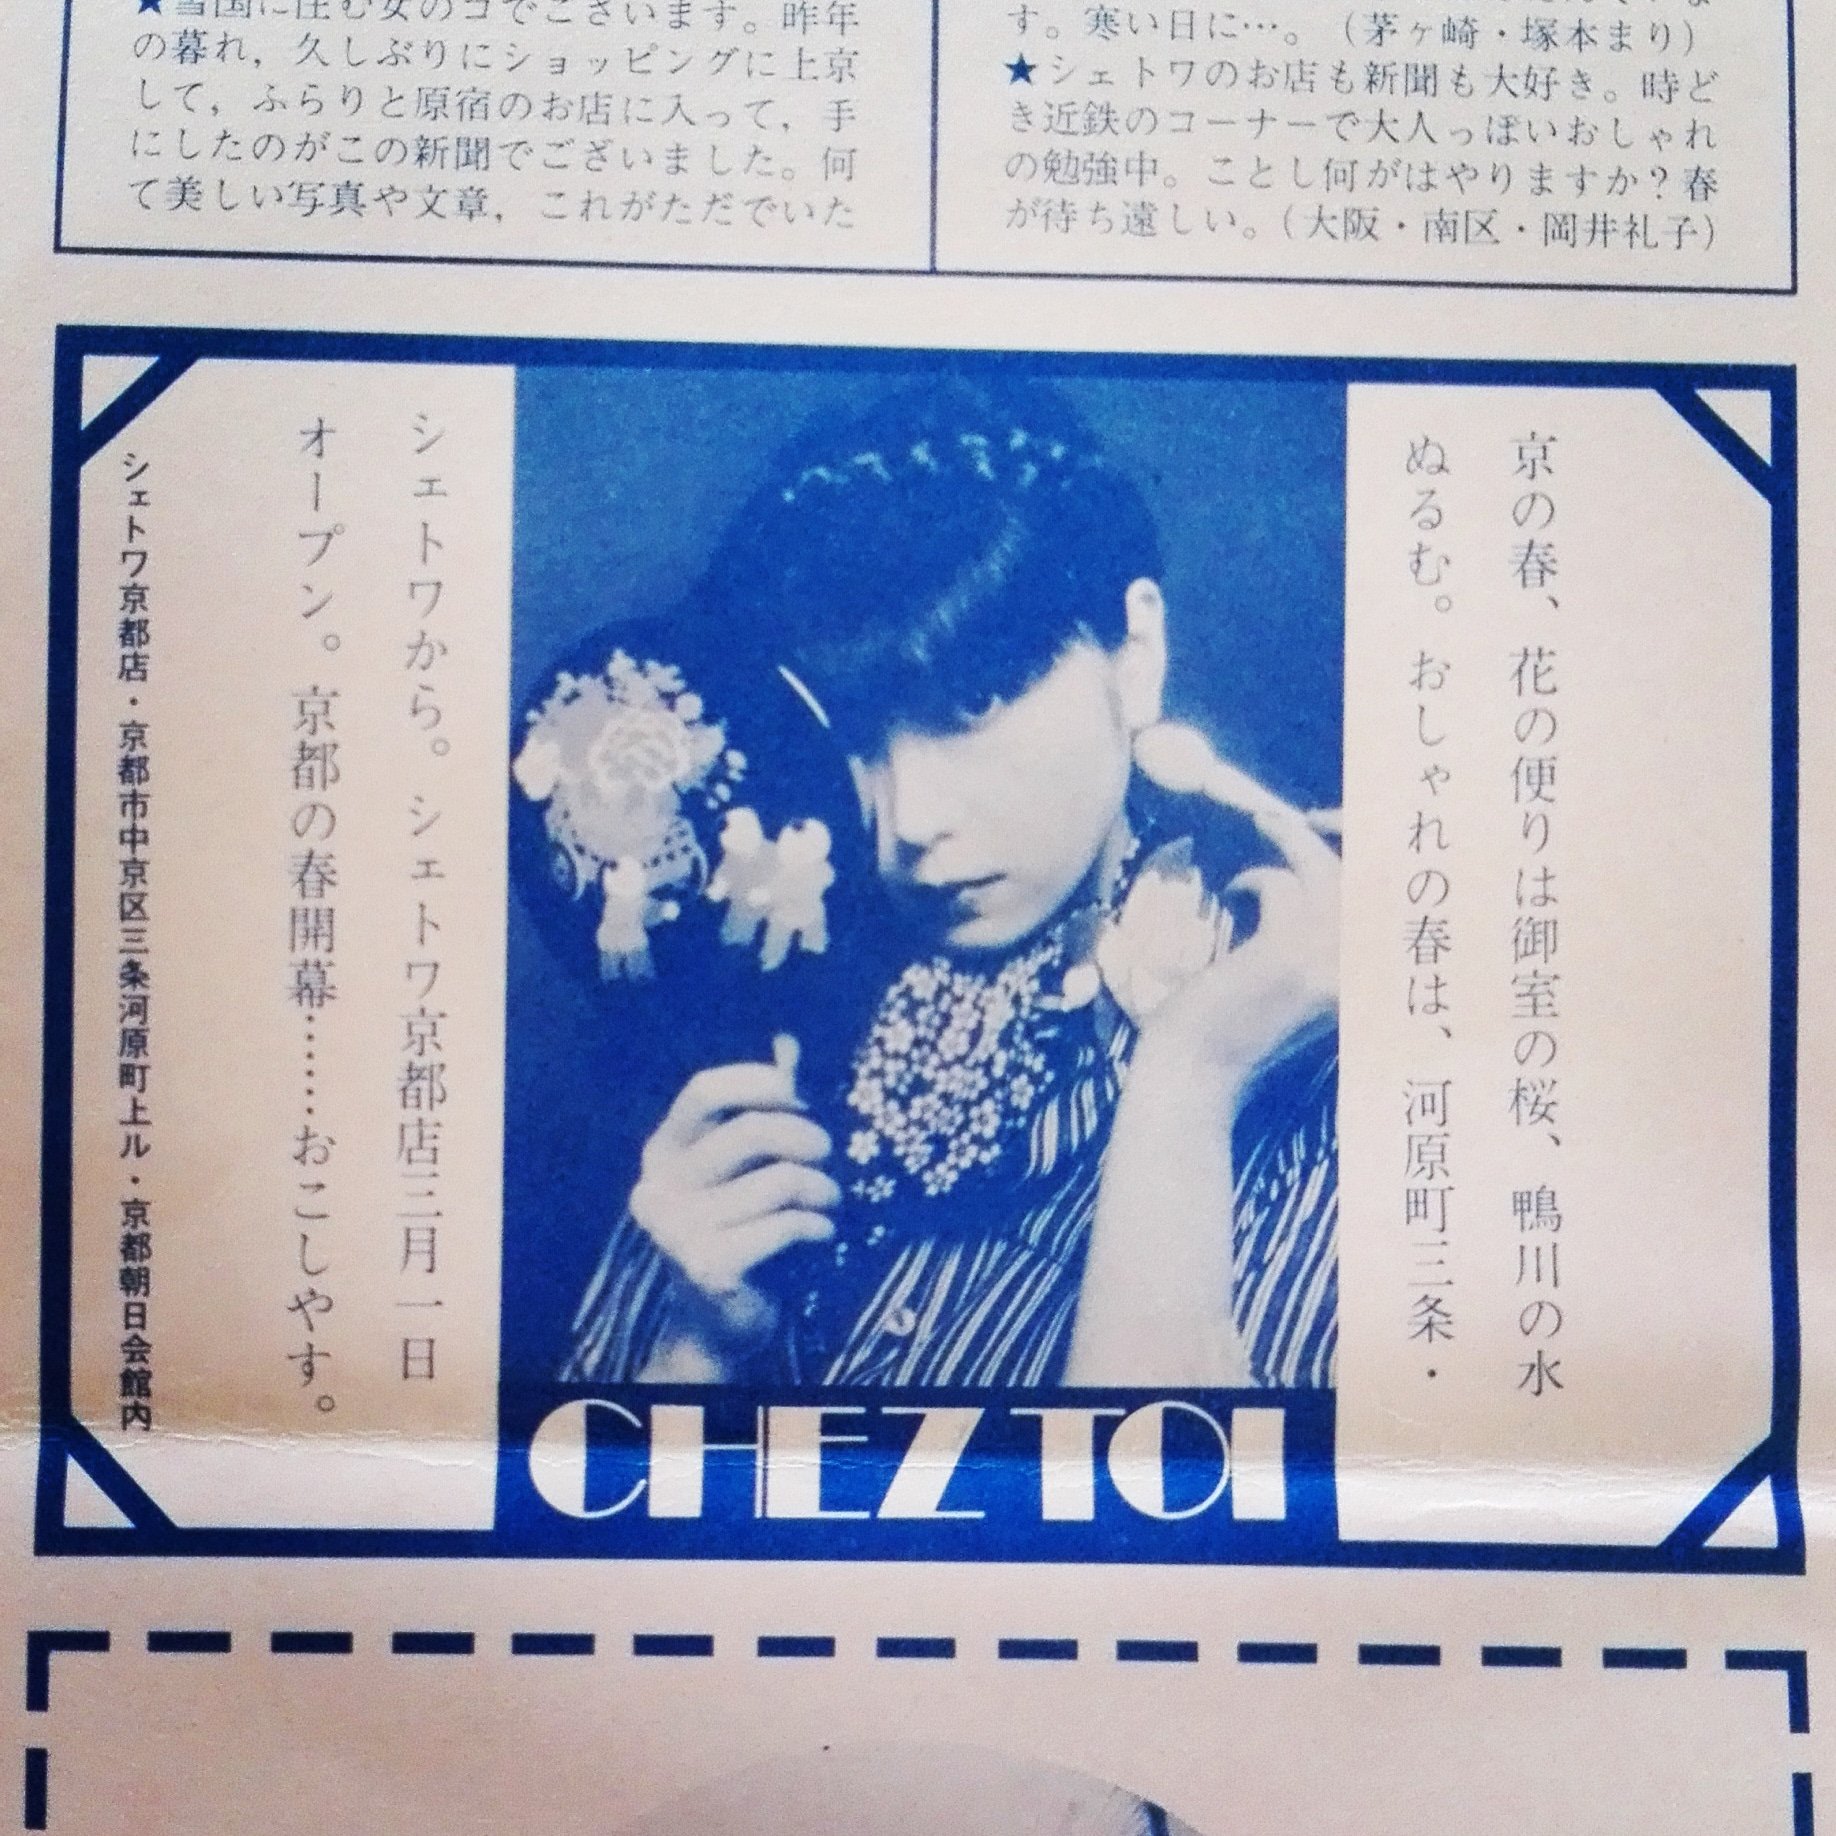 ★雪国に住む女のコでございます。昨年
の暮れ，久しぶりにショッピングに上京
して，ふらりと原宿のお店に入って，手
にしたのがこの新聞でございました。何
て美しい写真や文章，これがただでいた
す。寒い日に…。（茅ヶ崎・塚本まり）
★シェトワのお店も新聞も大好き。時ど
き近鉄のコーナーで大人っぽいおしゃれ
の勉強中。ことし何がはやりますか？春
が待ち遠しい。（大阪・南区・岡井礼子）
京の春、花の便りは御室の桜、鴨川の水
ぬるむ。おしゃれの春は、河原町三条・
シェトワから。シェトワ京都店三月一日
オープン。京都の春開幕……おこしやす。
シェトワ京都店・京都市中京区三条河原町上ル・京都朝日会館内
CHEZ TOI